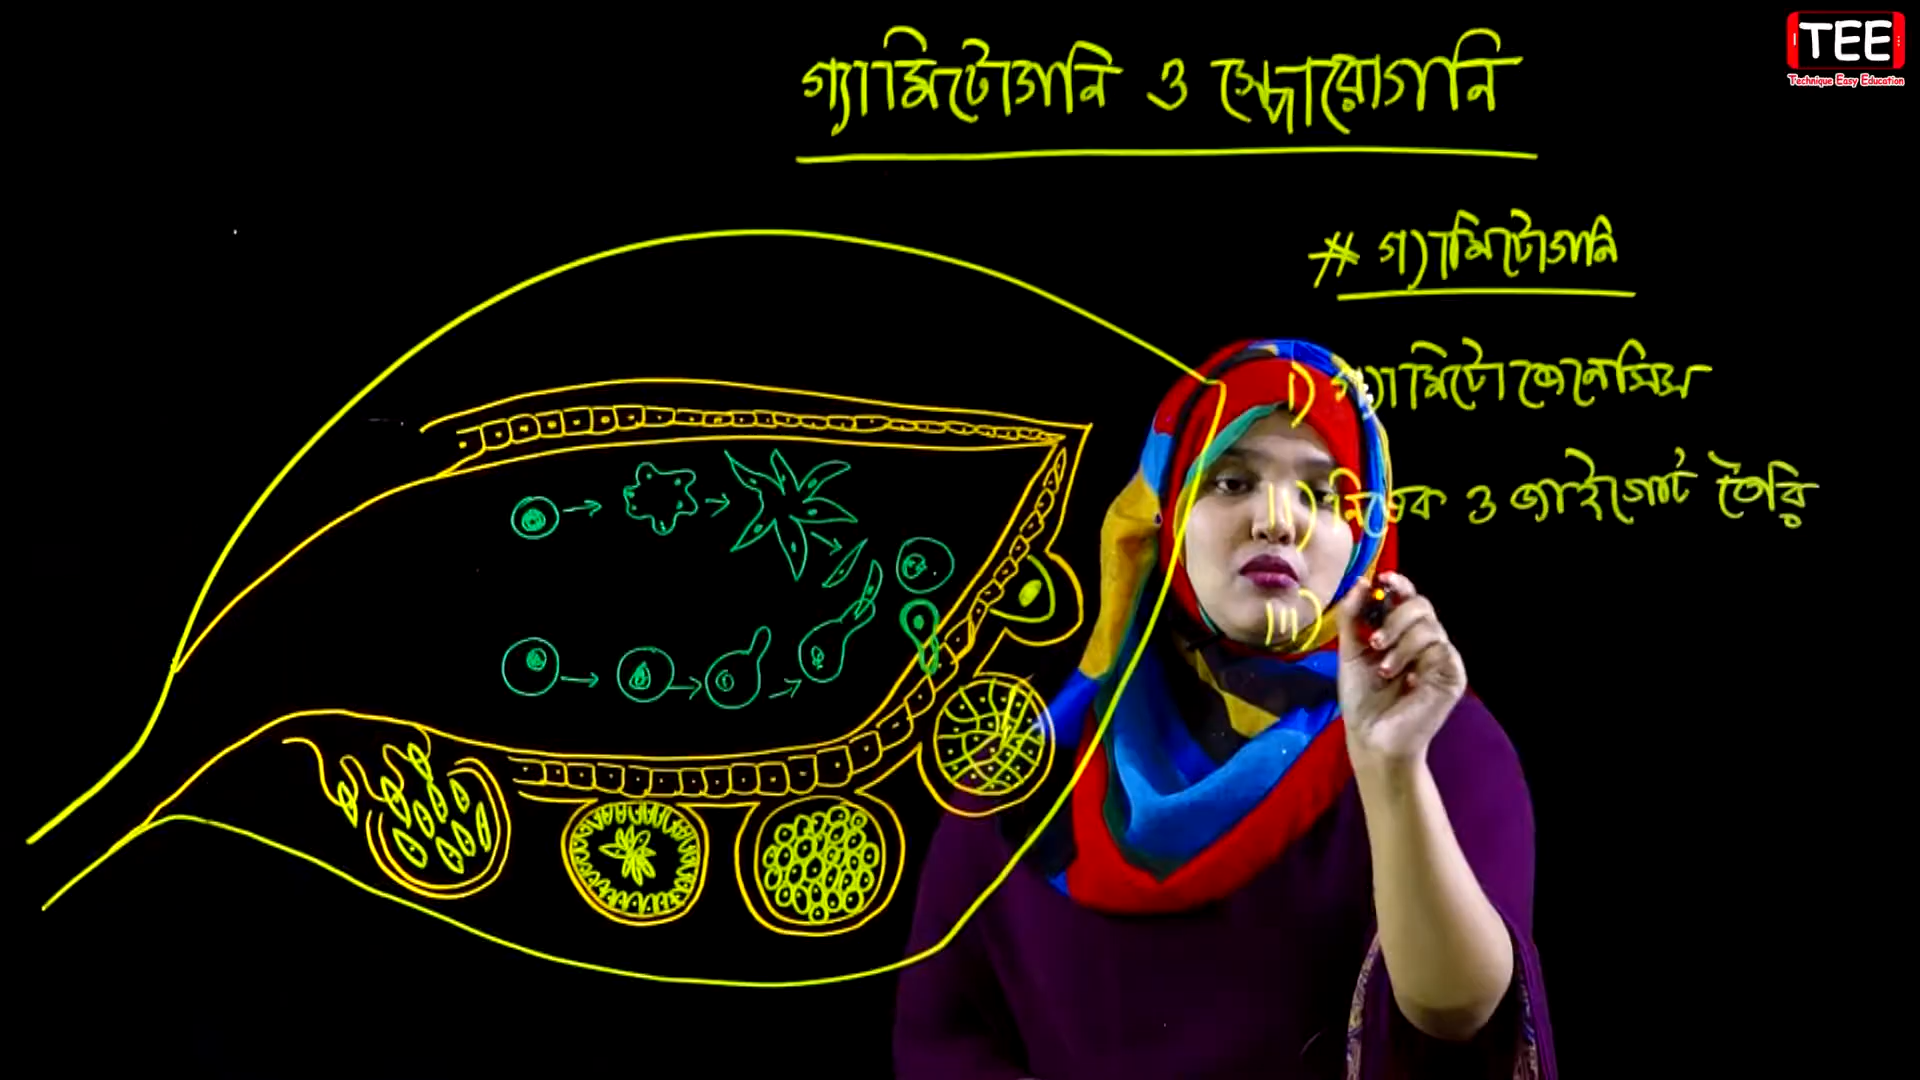 TEE
Technique Easy Education
গ্যামিটোগনি ও স্পোরোগনি
# গ্যামিটোগনি
i) গ্যামিটোজেনেসিস
ii) নিষেক ও জাইগোট তৈরি
iii)